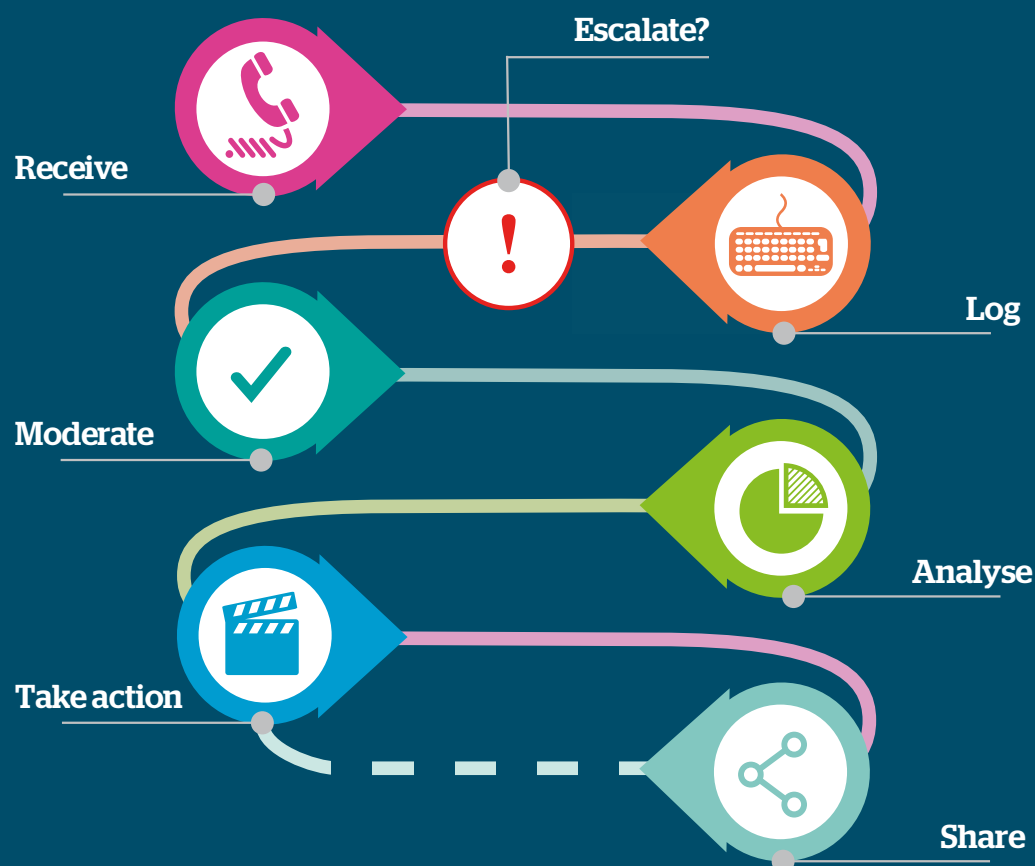 Escalate?
Receive
Log
Moderate
Analyse
Take action
Share